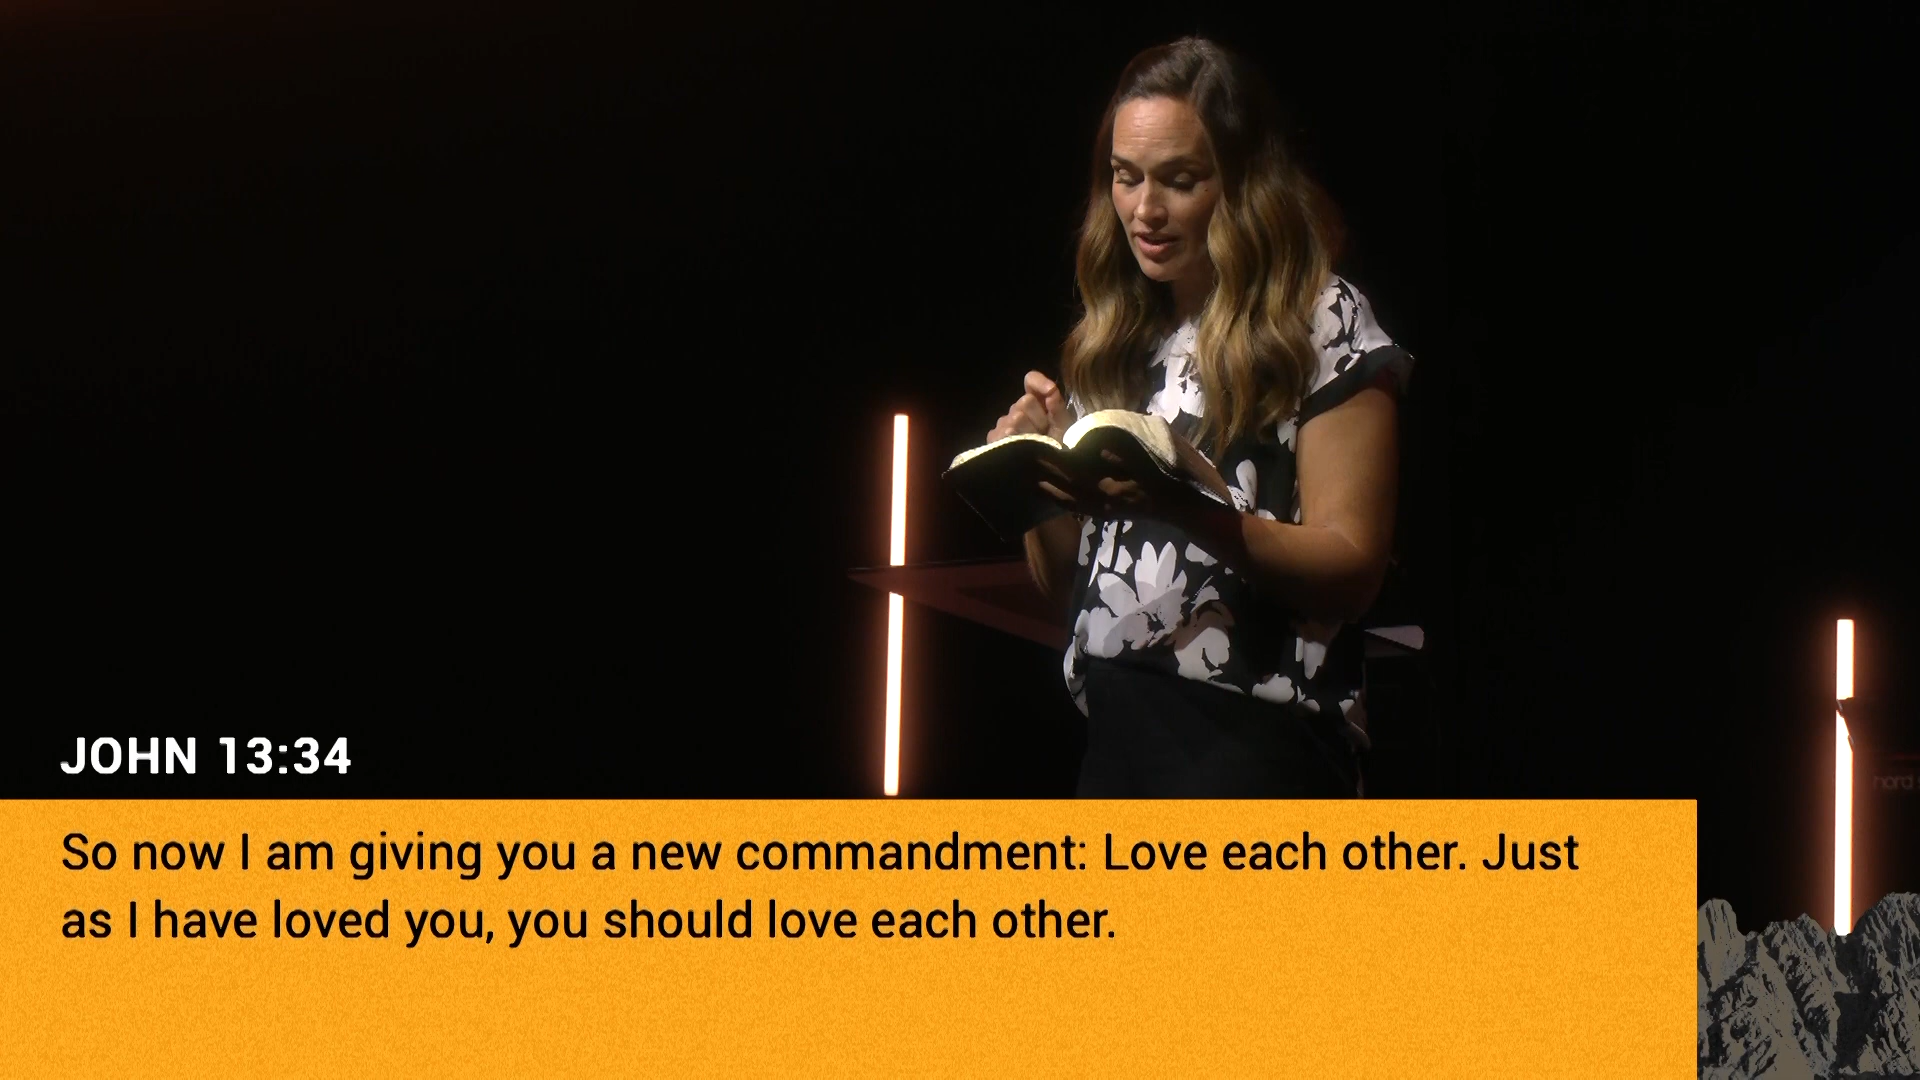 JOHN 13:34
So now I am giving you a new commandment: Love each other. Just
as I have loved you, you should love each other.
hard